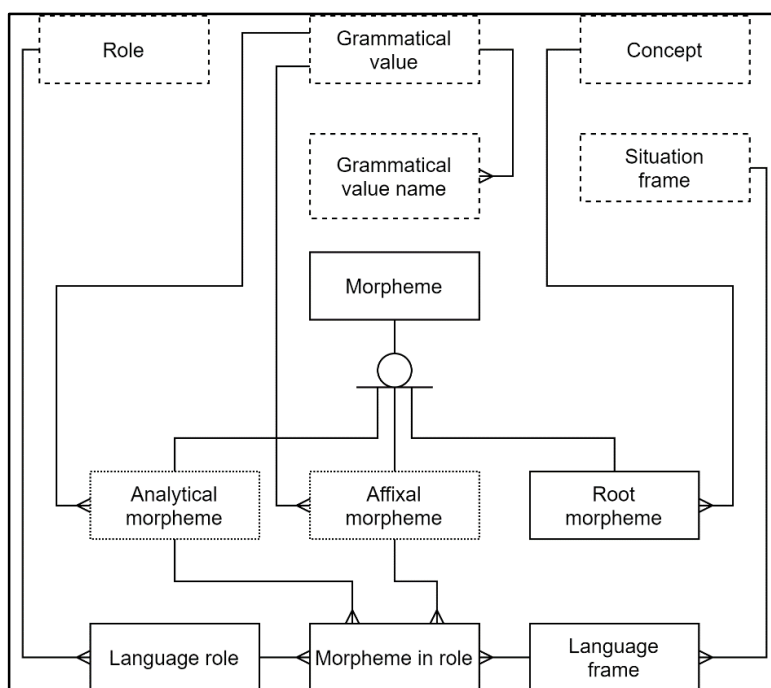 Role
Grammatical
value
Concept
Grammatical
value name
Situation
frame
Morpheme
Analytical
morpheme
Affixal
morpheme
Root
morpheme
Language role
Morpheme in role
Language
frame